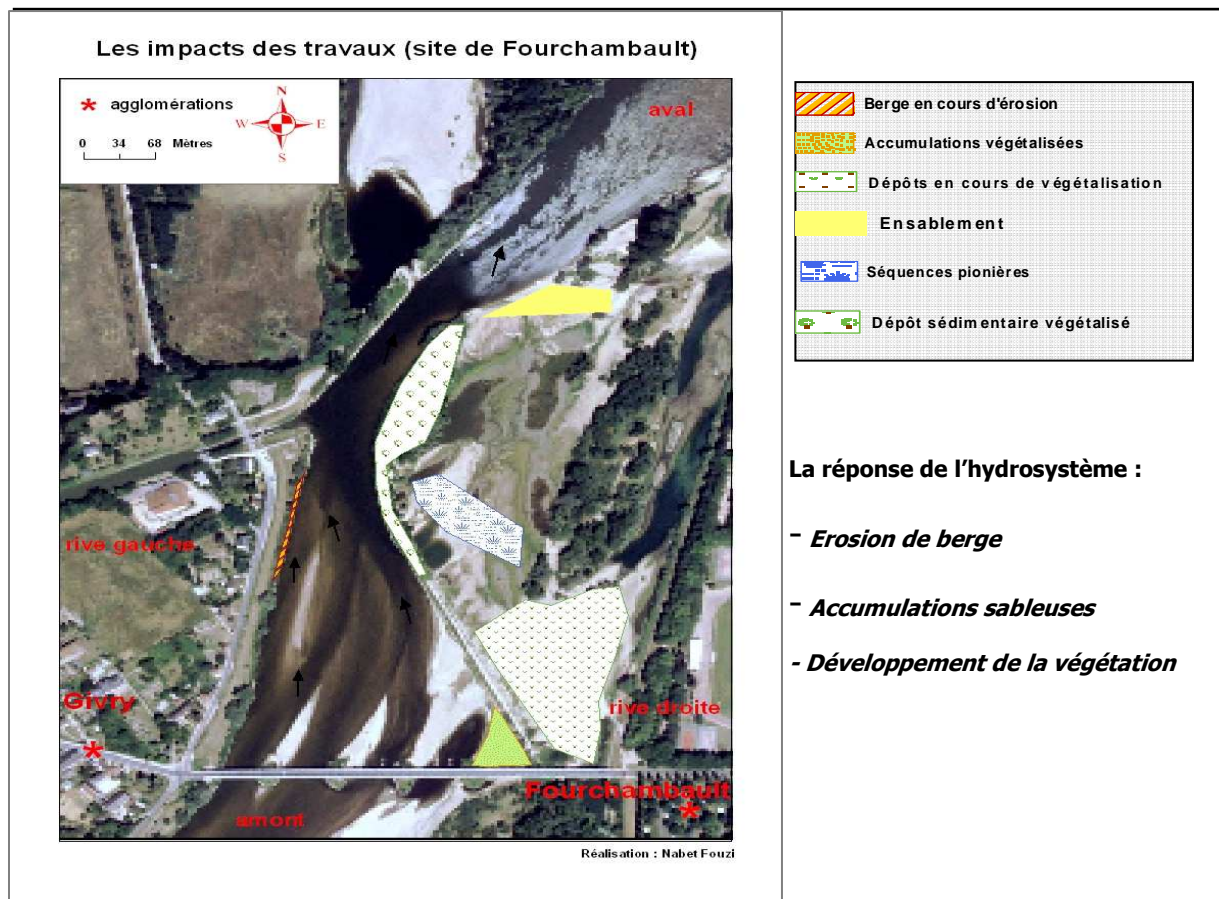 Les impacts des travaux (site de Fourchambault)
agglomérations
N
W E
S
0 34 68 Mètres
aval
rive gauche
Givry
rive droite
Fourchambault
amont
Réalisation : Nabet Fouzi
Berge en cours d'érosion
Accumulations végétalisées
Dépôts en cours de végétalisation
Ensablement
Séquences pionières
Dépôt sédimentaire végétalisé
La réponse de l'hydrosystème :
- Erosion de berge
- Accumulations sableuses
- Développement de la végétation